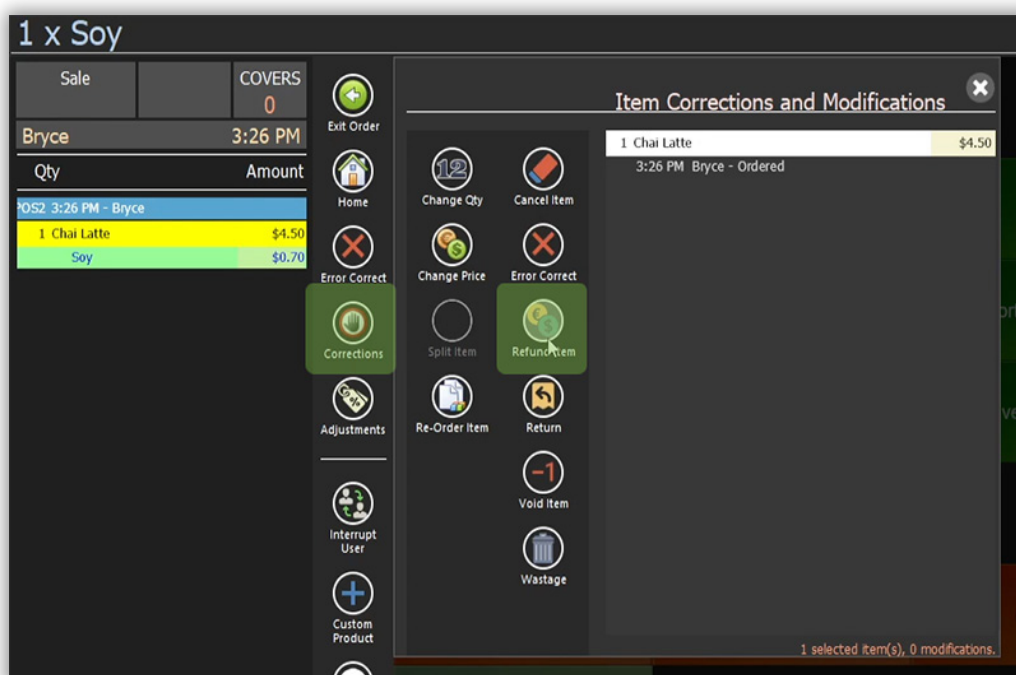 1 x Soy
Sale
COVERS
0
Bryce 3:26 PM
Qty Amount
POS2 3:26 PM - Bryce
1 Chai Latte $4.50
Soy $0.70
Exit Order
Home
Error Correct
Corrections
Adjustments
Interrupt
User
Custom
Product
Item Corrections and Modifications
12
Change Qty
Cancel Item
Change Price
Error Correct
Split Item
Refund Item
Re-Order Item
Return
-1
Void Item
Wastage
1 Chai Latte $4.50
3:26 PM Bryce - Ordered
1 selected item(s), 0 modifications.